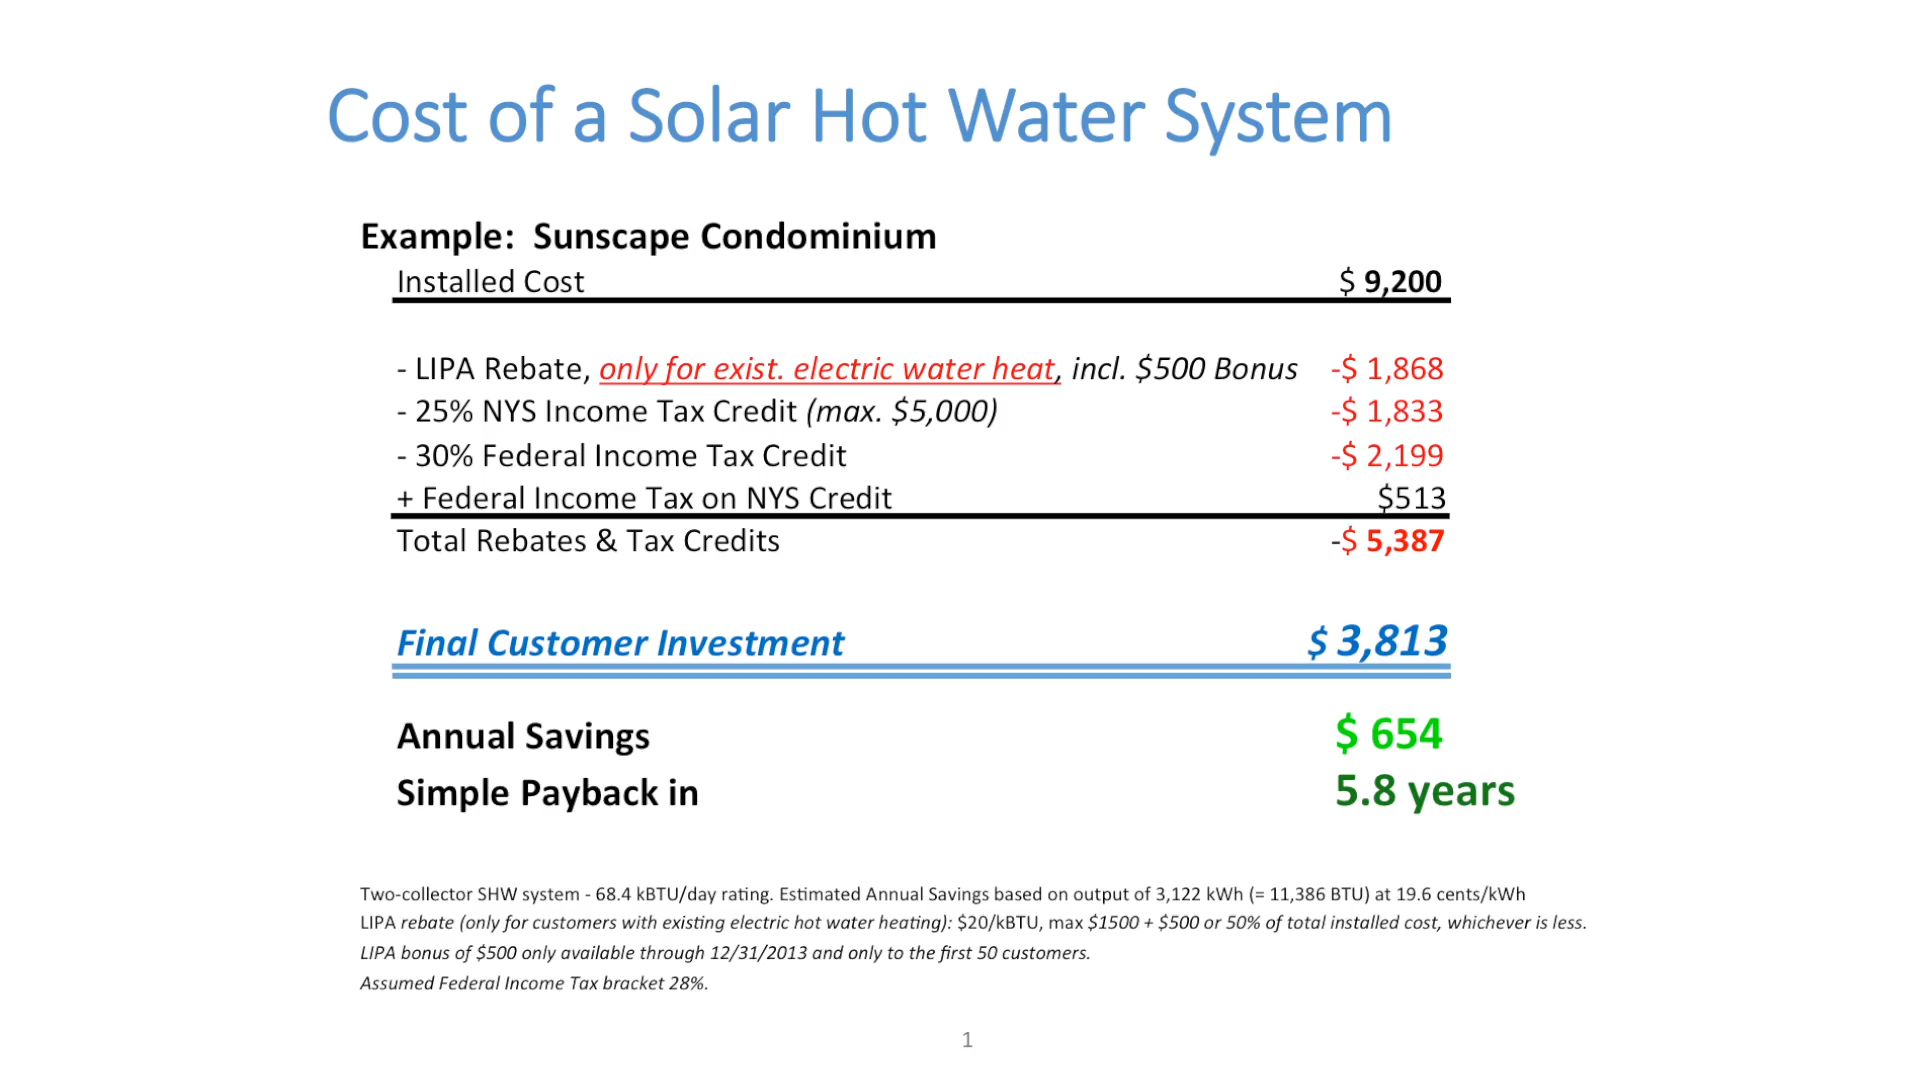 Cost of a Solar Hot Water System
Example:  Sunscape Condominium
Installed Cost $ 9,200
- LIPA Rebate, only for exist. electric water heat, incl. $500 Bonus -$ 1,868
- 25% NYS Income Tax Credit (max. $5,000) -$ 1,833
- 30% Federal Income Tax Credit -$ 2,199
+ Federal Income Tax on NYS Credit $513
Total Rebates & Tax Credits -$ 5,387
Final Customer Investment $ 3,813
Annual Savings $ 654
Simple Payback in 5.8 years
Two-collector SHW system - 68.4 kBTU/day rating. Estimated Annual Savings based on output of 3,122 kWh (= 11,386 BTU) at 19.6 cents/kWh
LIPA rebate (only for customers with existing electric hot water heating): $20/kBTU, max $1500 + $500 or 50% of total installed cost, whichever is less.
LIPA bonus of $500 only available through 12/31/2013 and only to the first 50 customers.
Assumed Federal Income Tax bracket 28%.
1